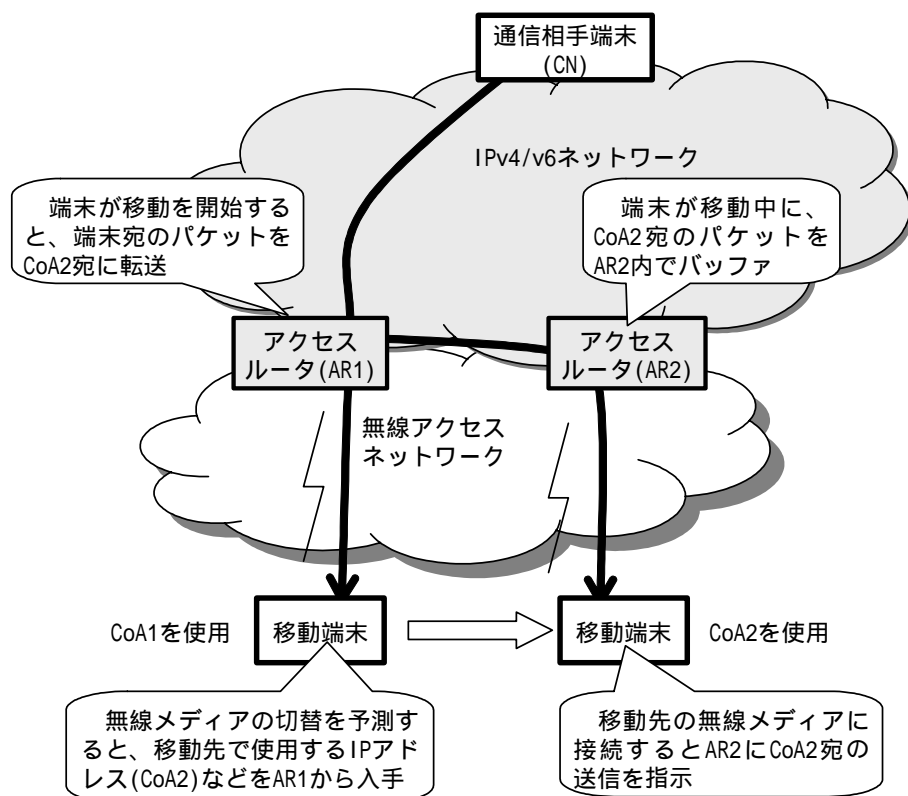 通信相手端末
(CN)
IPv4/v6ネットワーク
端末が移動を開始する
と、端末宛のパケットを
CoA2宛に転送
端末が移動中に、
CoA2宛のパケットを
AR2内でバッファ
アクセス
ルータ(AR1)
アクセス
ルータ(AR2)
無線アクセス
ネットワーク
CoA1を使用
移動端末
移動端末
CoA2を使用
無線メディアの切替を予測す
ると、移動先で使用するIPアド
レス(CoA2)などをAR1から入手
移動先の無線メディアに
接続するとAR2にCoA2宛の
送信を指示